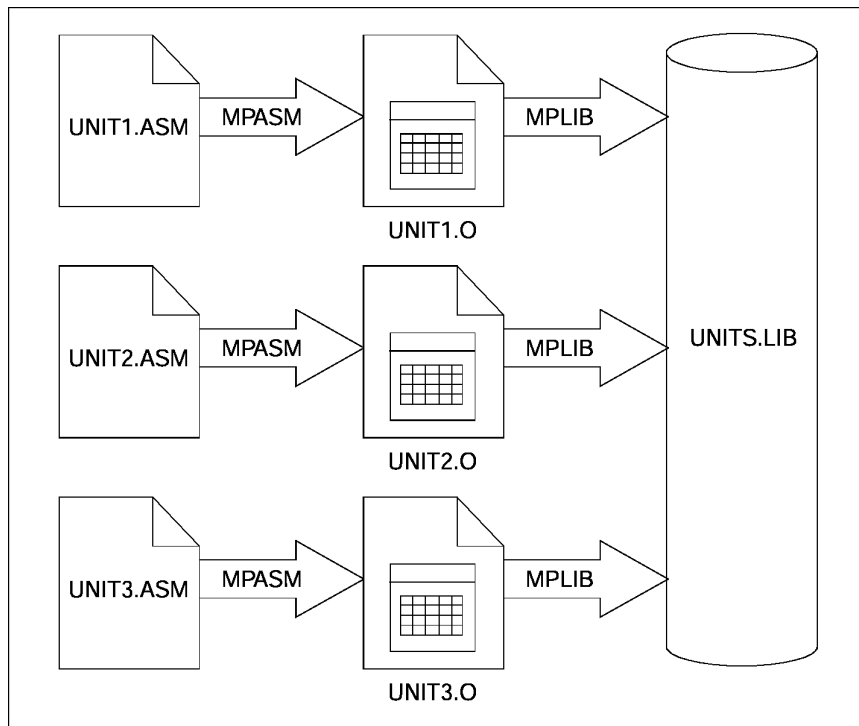 UNIT1.ASM
MPASM
MPLIB
UNIT1.O
UNIT2.ASM
MPASM
MPLIB
UNITS.LIB
UNIT2.O
UNIT3.ASM
MPASM
MPLIB
UNIT3.O